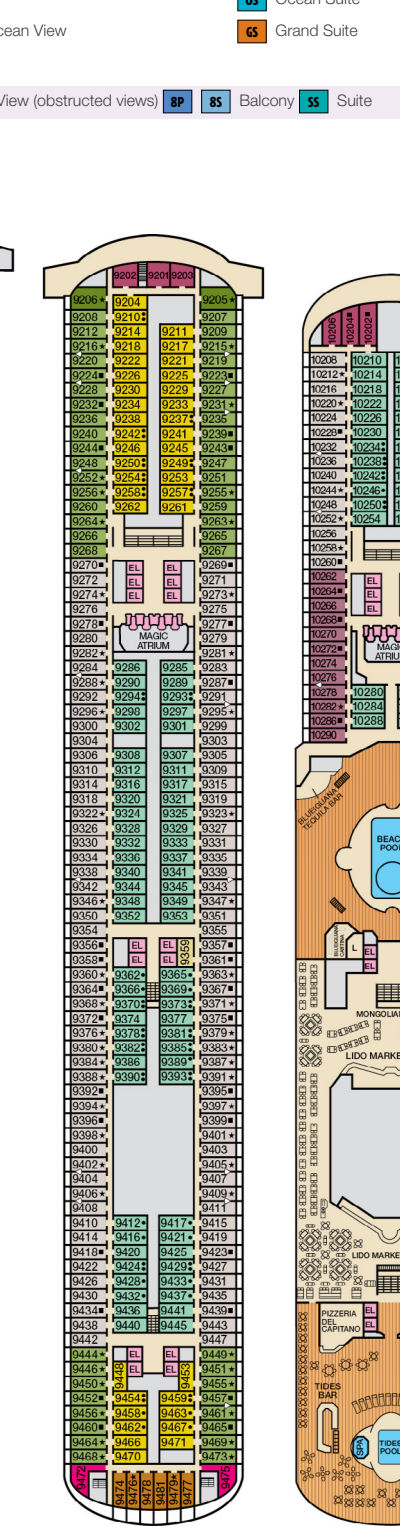 OS Ocean Suite
cean View
GS Grand Suite
View (obstructed views) 8P 8S Balcony SS Suite
9202 9201 9203
9206★ 9204 9205★
9208 9210 9207
9212 9214 9211 9209
9216★ 9218 9217 9215★
9220 9222 9221 9219
9224■ 9226 9225 9223■
9228 9230 9229 9227
9232■ 9234 9233 9231★
9236 9238 9237 9235
9240 9242 9241 9239■
9244■ 9246 9245 9243■
9248 9250 9249 9247
9252★ 9254 9253 9251
9256★ 9258 9257 9255★
9260 9262 9261 9259
9264★ 9263★
9266 9265
9268 9267
9270■ EL EL 9269■
9272 EL EL 9271
9274★ EL EL 9273★
9276 9275
9278■ 9277■
9280 MAGIC 9279
9282★ ATRIUM 9281★
9284 9286 9285 9283
9288★ 9290 9289 9287■
9292 9294 9293 9291
9296★ 9298 9297 9295★
9300 9302 9301 9299
9304 9303
9306 9308 9307 9305
9310 9312 9311 9309
9314 9316 9317 9315
9318 9320 9321 9319
9322★ 9324 9325 9323★
9326 9328 9329 9327
9330 9332 9333 9331
9334 9336 9337 9335
9338 9340 9341 9339
9342 9344 9345 9343
9346★ 9348 9349 9347★
9350 9352 9353 9351
9354 9355
9356■ EL EL 9359 9357■
9358■ EL EL 9361■
9360★ 9362 9365 9363★
9364■ 9366 9369 9367■
9368★ 9370 9373 9371★
9372■ 9374 9377 9375■
9376★ 9378 9381 9379★
9380★ 9382 9385 9383★
9384★ 9386 9389 9387★
9388★ 9390 9393 9391★
9392■ 9395■
9394★ 9397★
9396■ 9399■
9398★ 9401★
9400 9403
9402★ 9405★
9404 9407
9406★ 9409★
9408 9411
9410 9412 9417 9415
9414 9416 9421 9419
9418■ 9420 9425 9423■
9422 9424 9429 9427
9426 9428 9433 9431
9430 9432 9437 9435
9434■ 9436 9441 9439■
9438 9440 9445 9443
9442 9447
9444★ EL EL 9449★
9446★ EL EL 9451★
9450★ 9448 9453 9455★
9452■ 9454 9459 9457■
9456★ 9458 9463 9461★
9460■ 9462 9467 9465■
9464★ 9466 9471 9469★
9468★ 9470 9473★
9472 9474 9476★ 9478 9481 9479★ 9477 9475
10206 10204 10202
10208 10210
10212★ 10214
10216 10218
10220★ 10222
10224 10226
10228■ 10230
10232 10234
10236 10238
10240 10242
10244★ 10246
10248 10250
10252★ 10254
10256
10258★
10260■
10262 EL
10264■ EL
10266 EL
10268■
10270
10272■ MAGI
10274 ATRIU
10276
10278 10280
10282★ 10284
10286■ 10288
10290
BLUEIGUANA
TEQUILA BAR
BEAC
POO
BLUEIGUANA
CANTINA
L EL
EL
MONGOLIA
LIDO MARKE
LIDO MARKE
PIZZERIA EL
DEL EL
CAPITANO
TIDES
BAR
SPA
TIDES
POOL